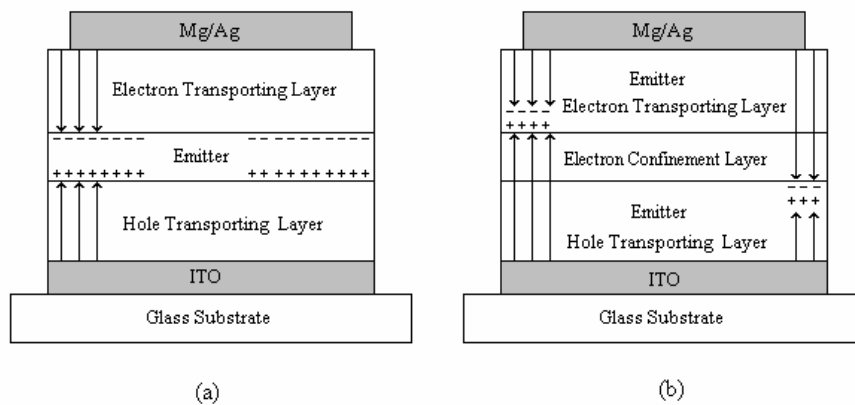 Mg/Ag
Electron Transporting Layer
– – – – – – – – – – – – – – – – – –
Emitter
+ + + + + + + + + + + + + + + + + +
Hole Transporting Layer
ITO
Glass Substrate
(a)
Mg/Ag
Emitter
Electron Transporting Layer
– – – –
+ + + +
Electron Confinement Layer
– – –
+ + +
Emitter
Hole Transporting Layer
ITO
Glass Substrate
(b)